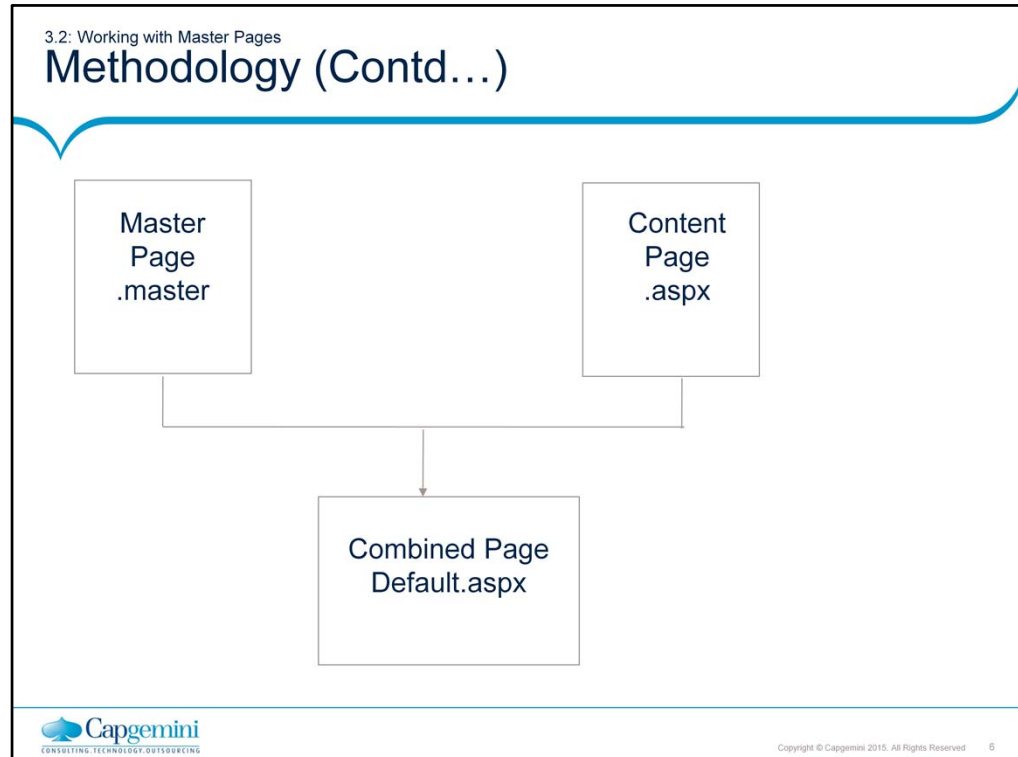 3.2: Working with Master Pages
Methodology (Contd…)
Master
Page
.master
Content
Page
.aspx
Combined Page
Default.aspx
Capgemini
CONSULTING.TECHNOLOGY.OUTSOURCING
Copyright © Capgemini 2015. All Rights Reserved 6